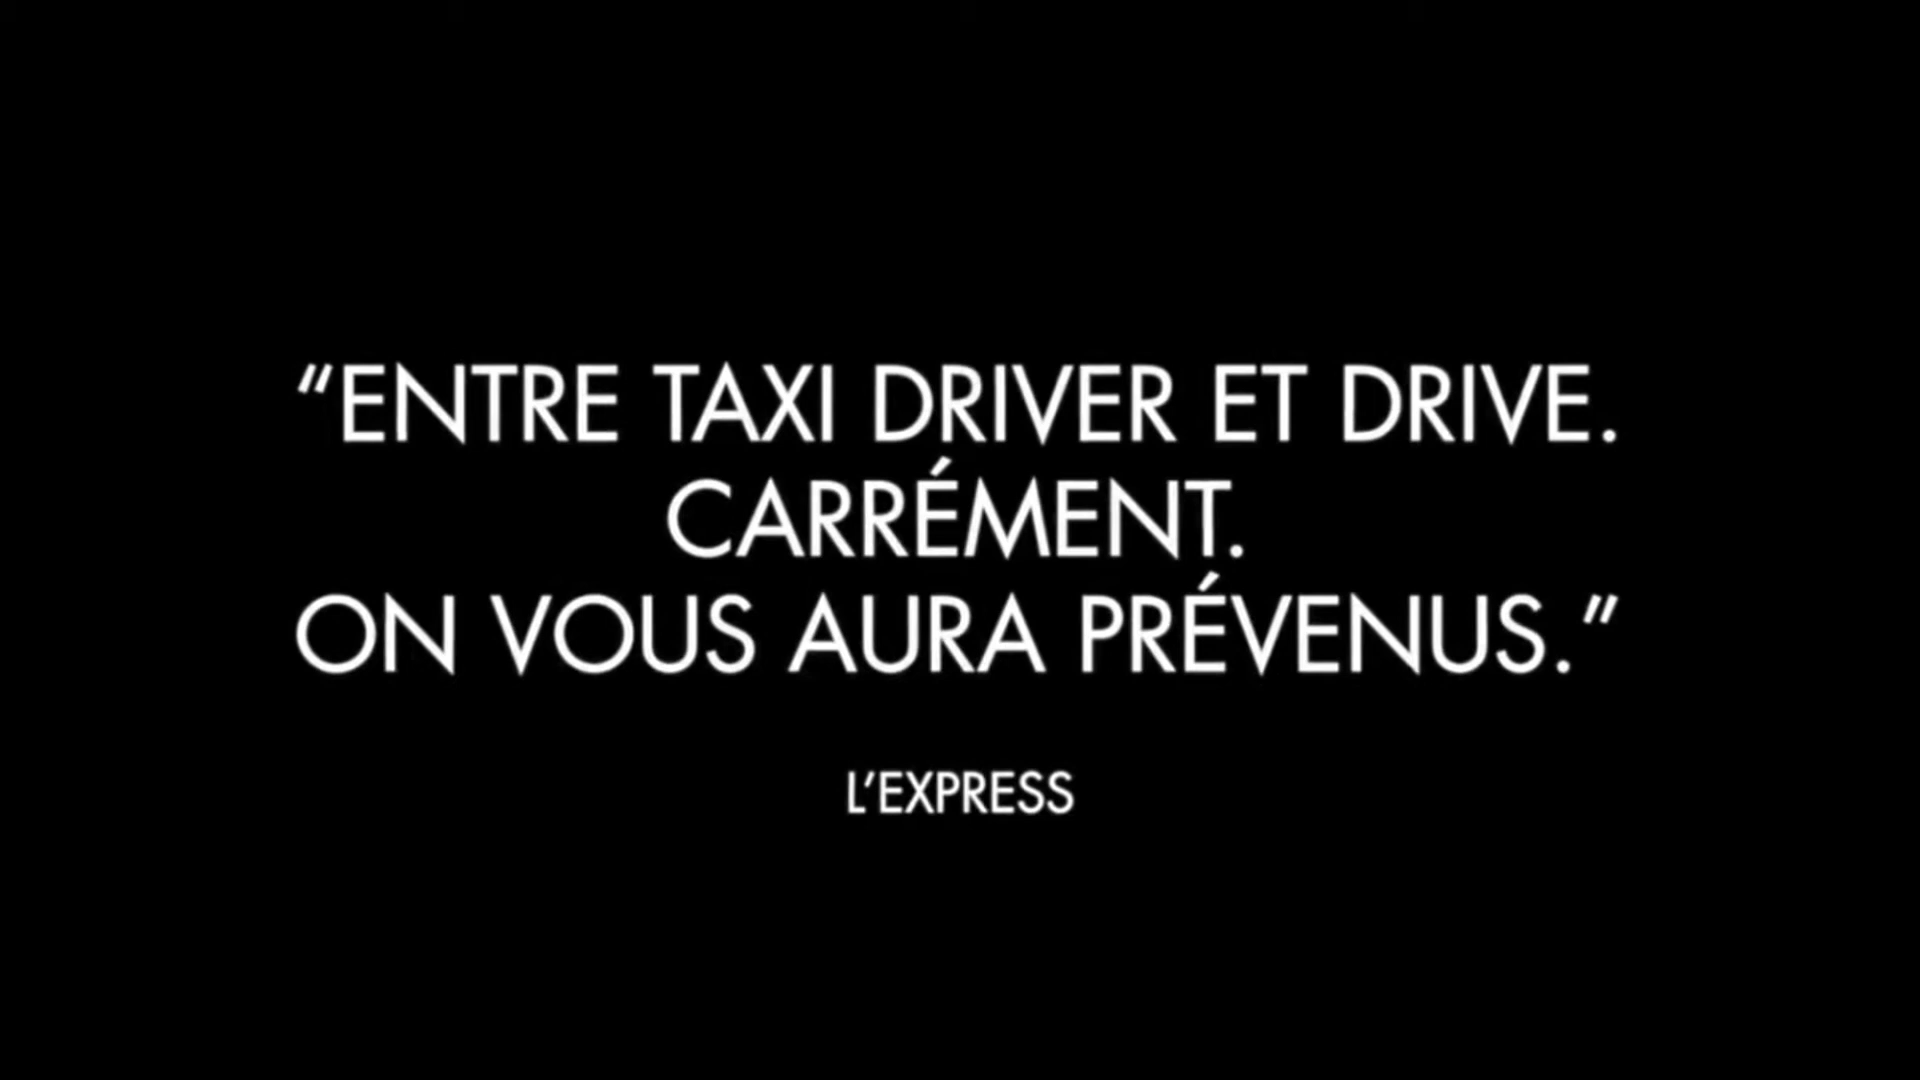 “ENTRE TAXI DRIVER ET DRIVE.
CARRÉMENT.
ON VOUS AURA PRÉVENUS.”
L’EXPRESS